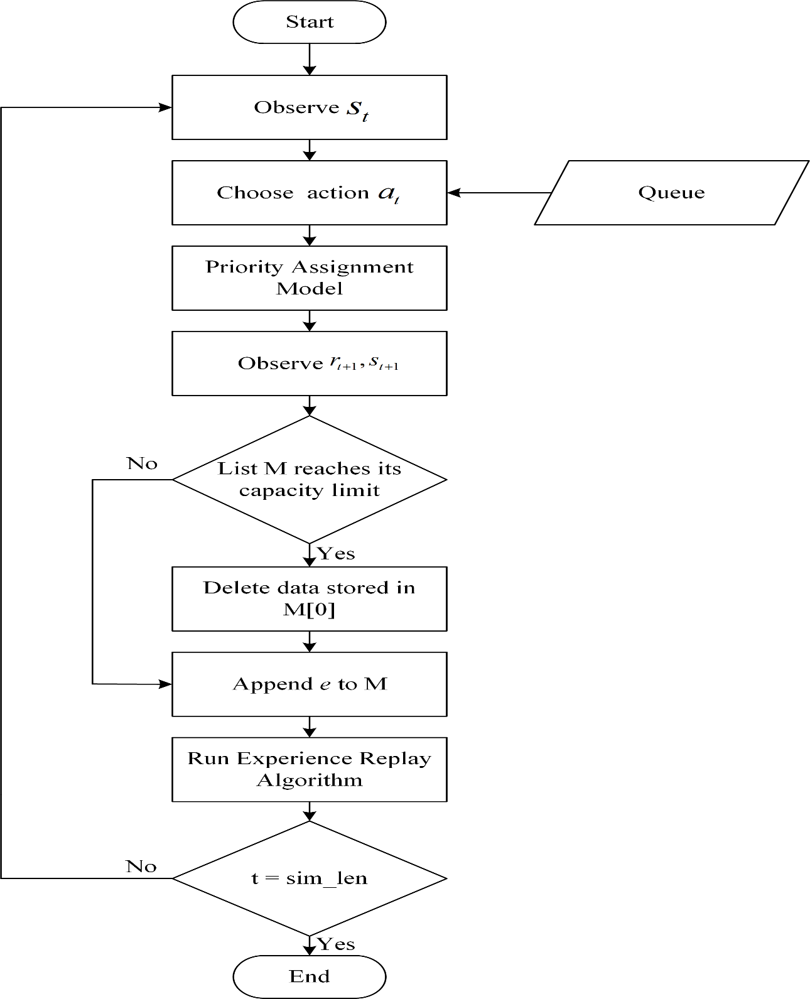 Start
Observe S_t
Choose action a_t
Queue
Priority Assignment
Model
Observe r_{t+1}, s_{t+1}
No
List M reaches its
capacity limit
Yes
Delete data stored in
M[0]
Append e to M
Run Experience Replay
Algorithm
No
t = sim_len
Yes
End